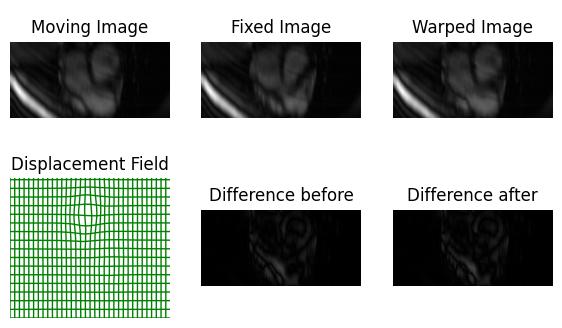 Moving Image
Fixed Image
Warped Image
Displacement Field
Difference before
Difference after